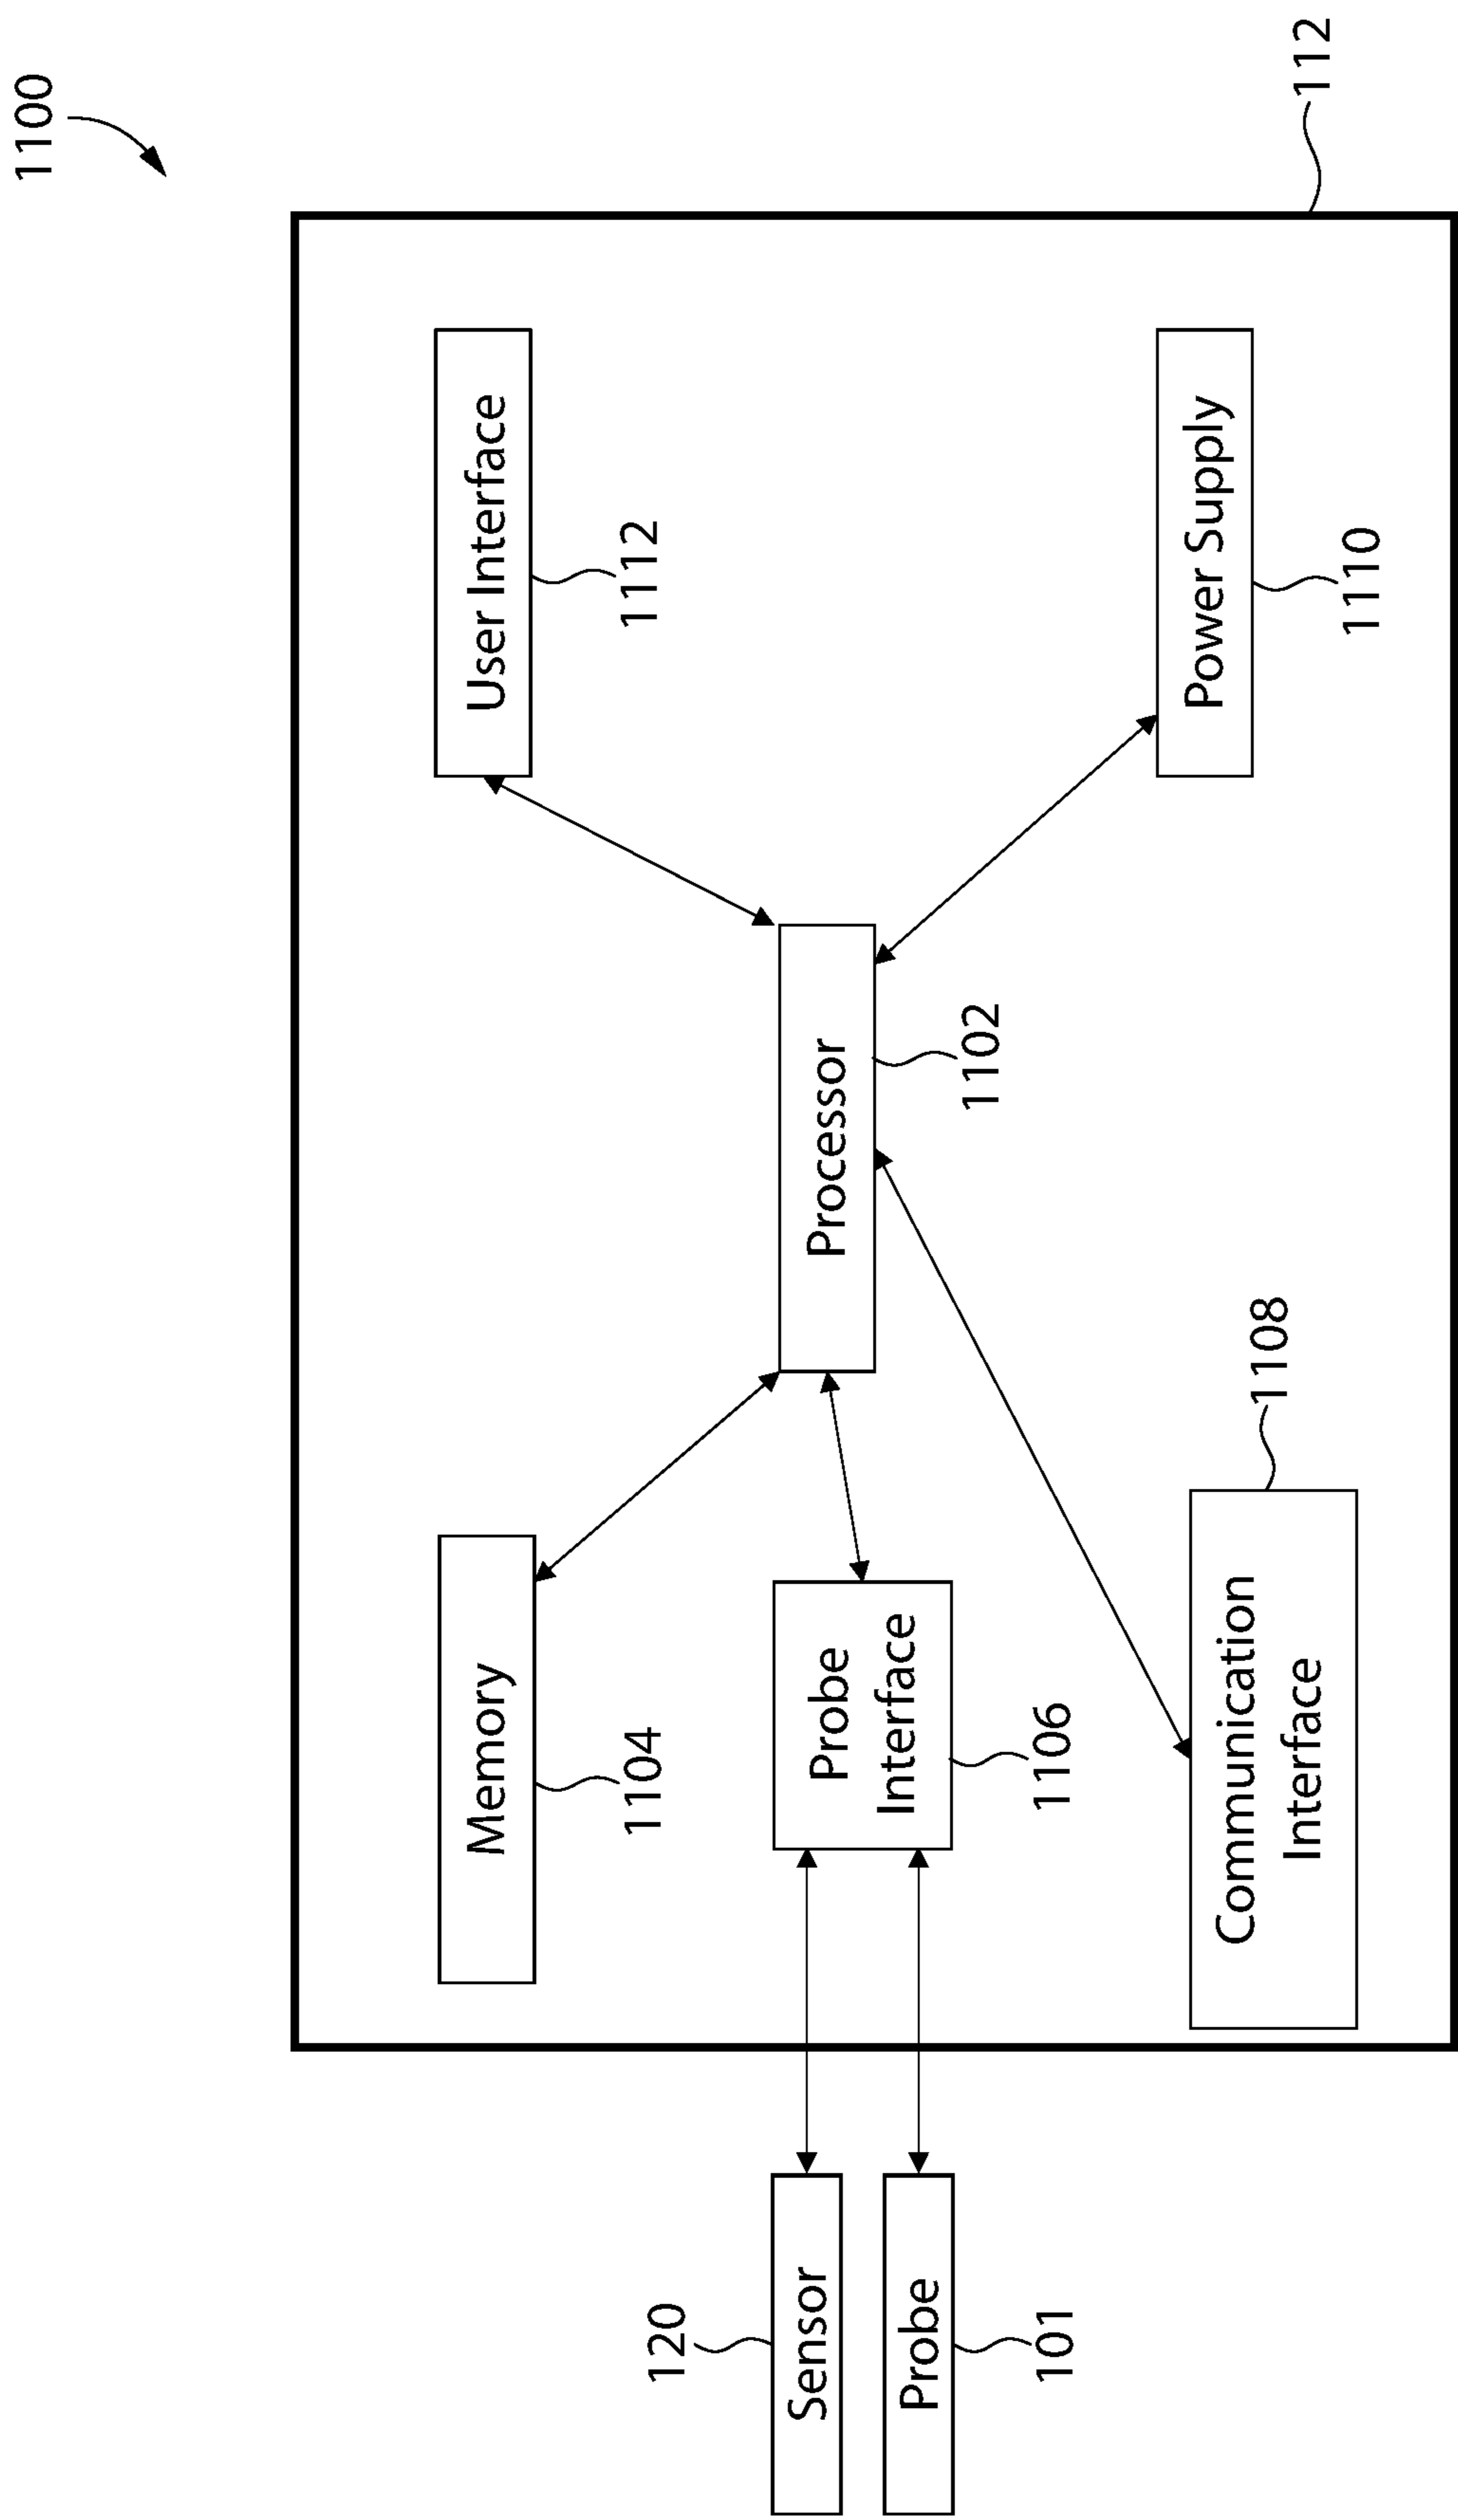 1100
112
Memory
1104
User Interface
1112
Processor
1102
Probe
Interface
1106
120
Sensor
Probe
101
Communication
Interface
1108
Power Supply
1110